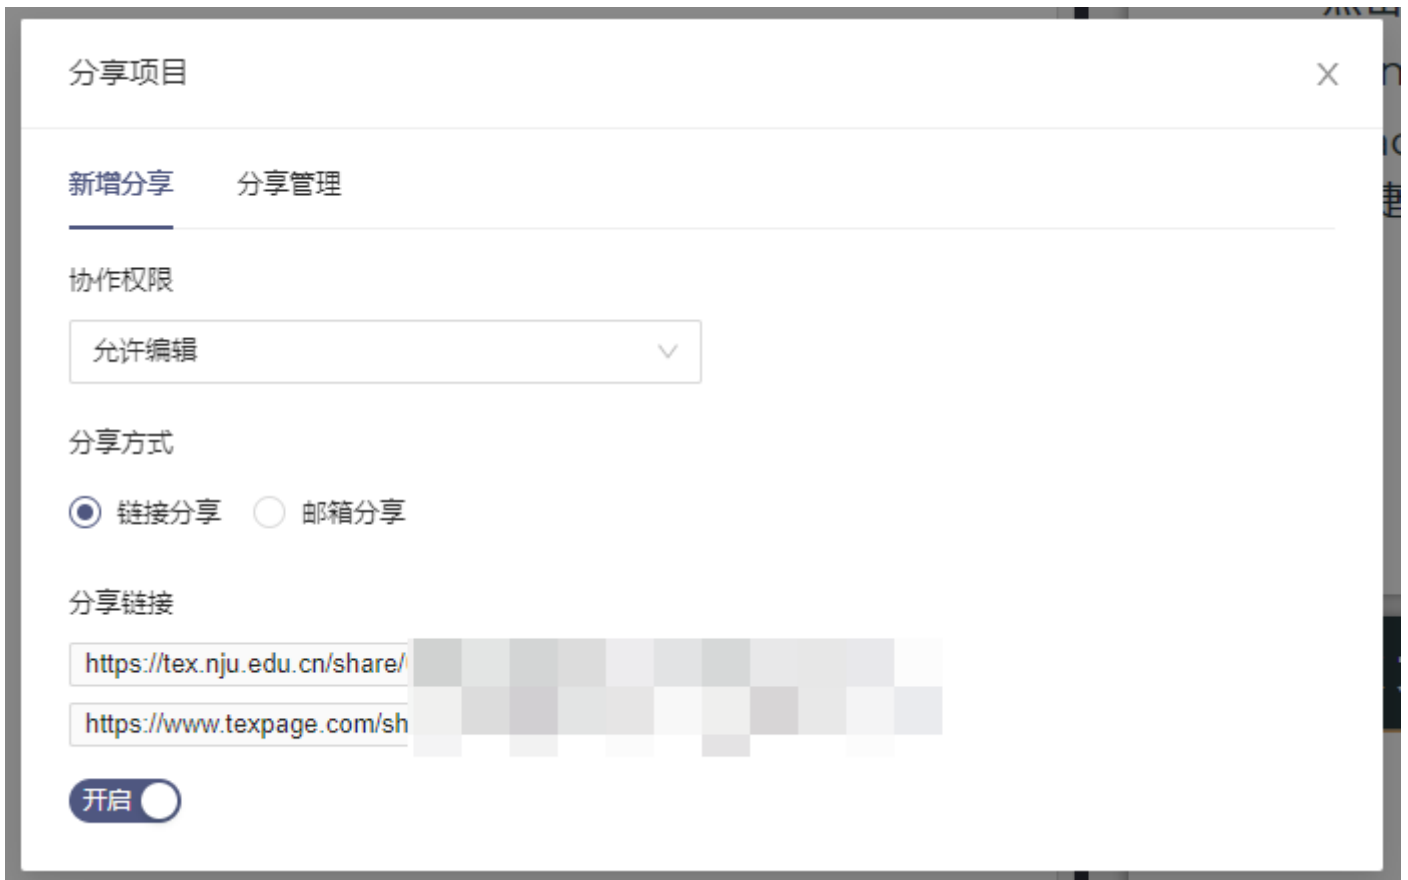 分享项目
新增分享 分享管理
协作权限
允许编辑
分享方式
链接分享 邮箱分享
分享链接
https://tex.nju.edu.cn/share/
https://www.texpage.com/sh
开启